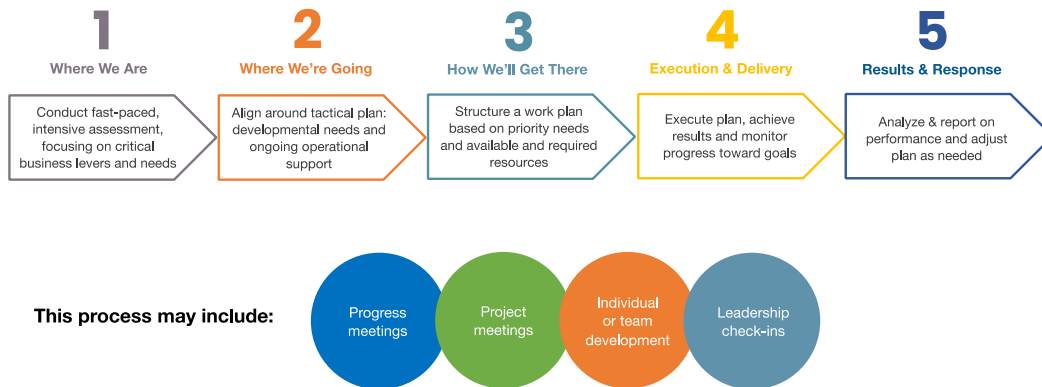 1
Where We Are
Conduct fast-paced,
intensive assessment,
focusing on critical
business levers and needs
2
Where We're Going
Align around tactical plan:
developmental needs and
ongoing operational
support
3
How We'll Get There
Structure a work plan
based on priority needs
and available and required
resources
4
Execution & Delivery
Execute plan, achieve
results and monitor
progress toward goals
5
Results & Response
Analyze & report on
performance and adjust
plan as needed
This process may include:
Progress
meetings
Project
meetings
Individual
or team
development
Leadership
check-ins